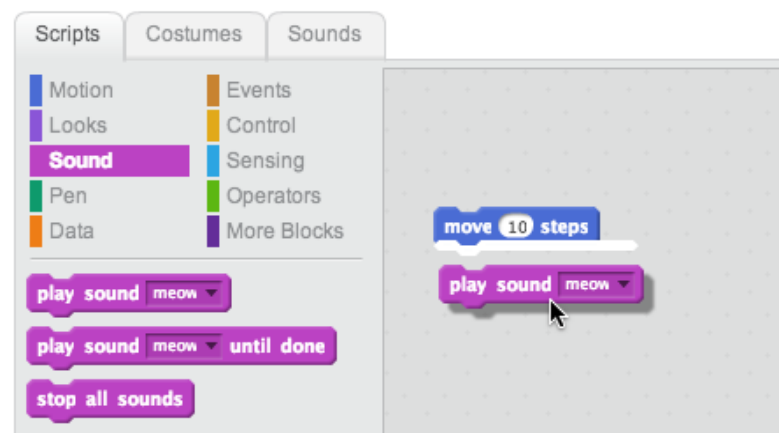 Scripts Costumes Sounds
Motion Events
Looks Control
Sound Sensing
Pen Operators
Data More Blocks
play sound meow
play sound meow until done
stop all sounds
move 10 steps
play sound meow